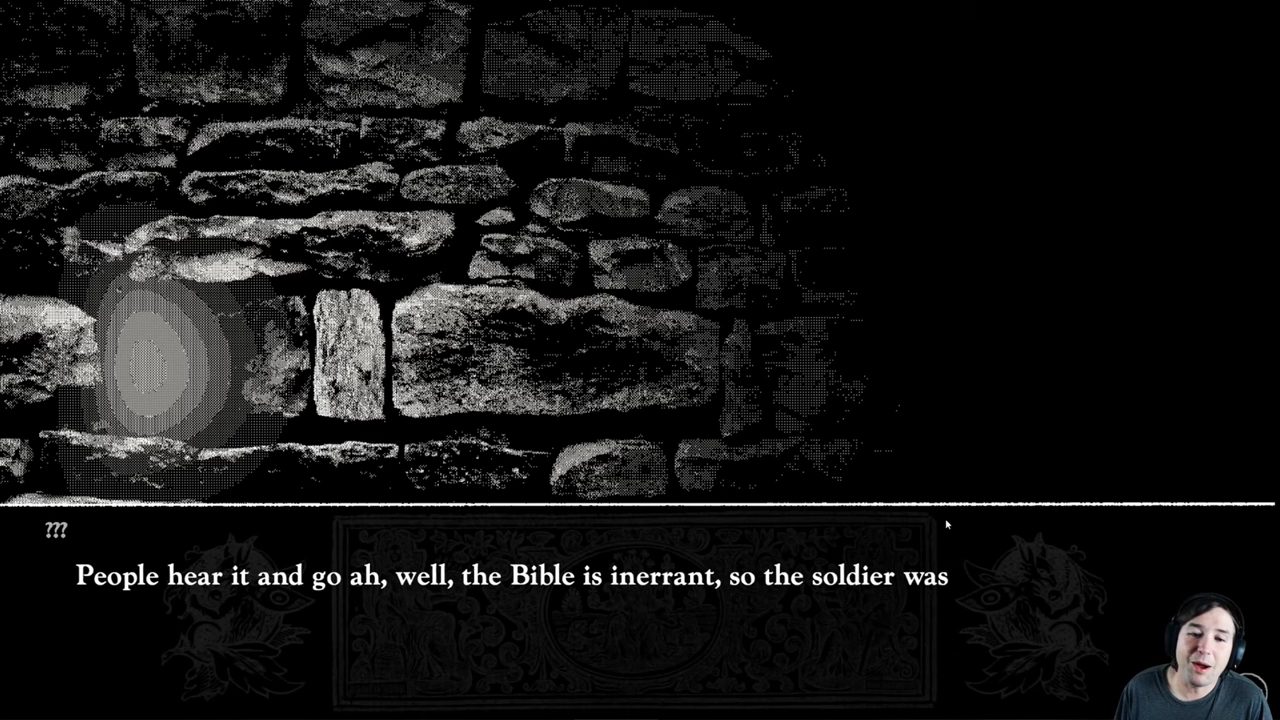 ???
People hear it and go ah, well, the Bible is inerrant, so the soldier was